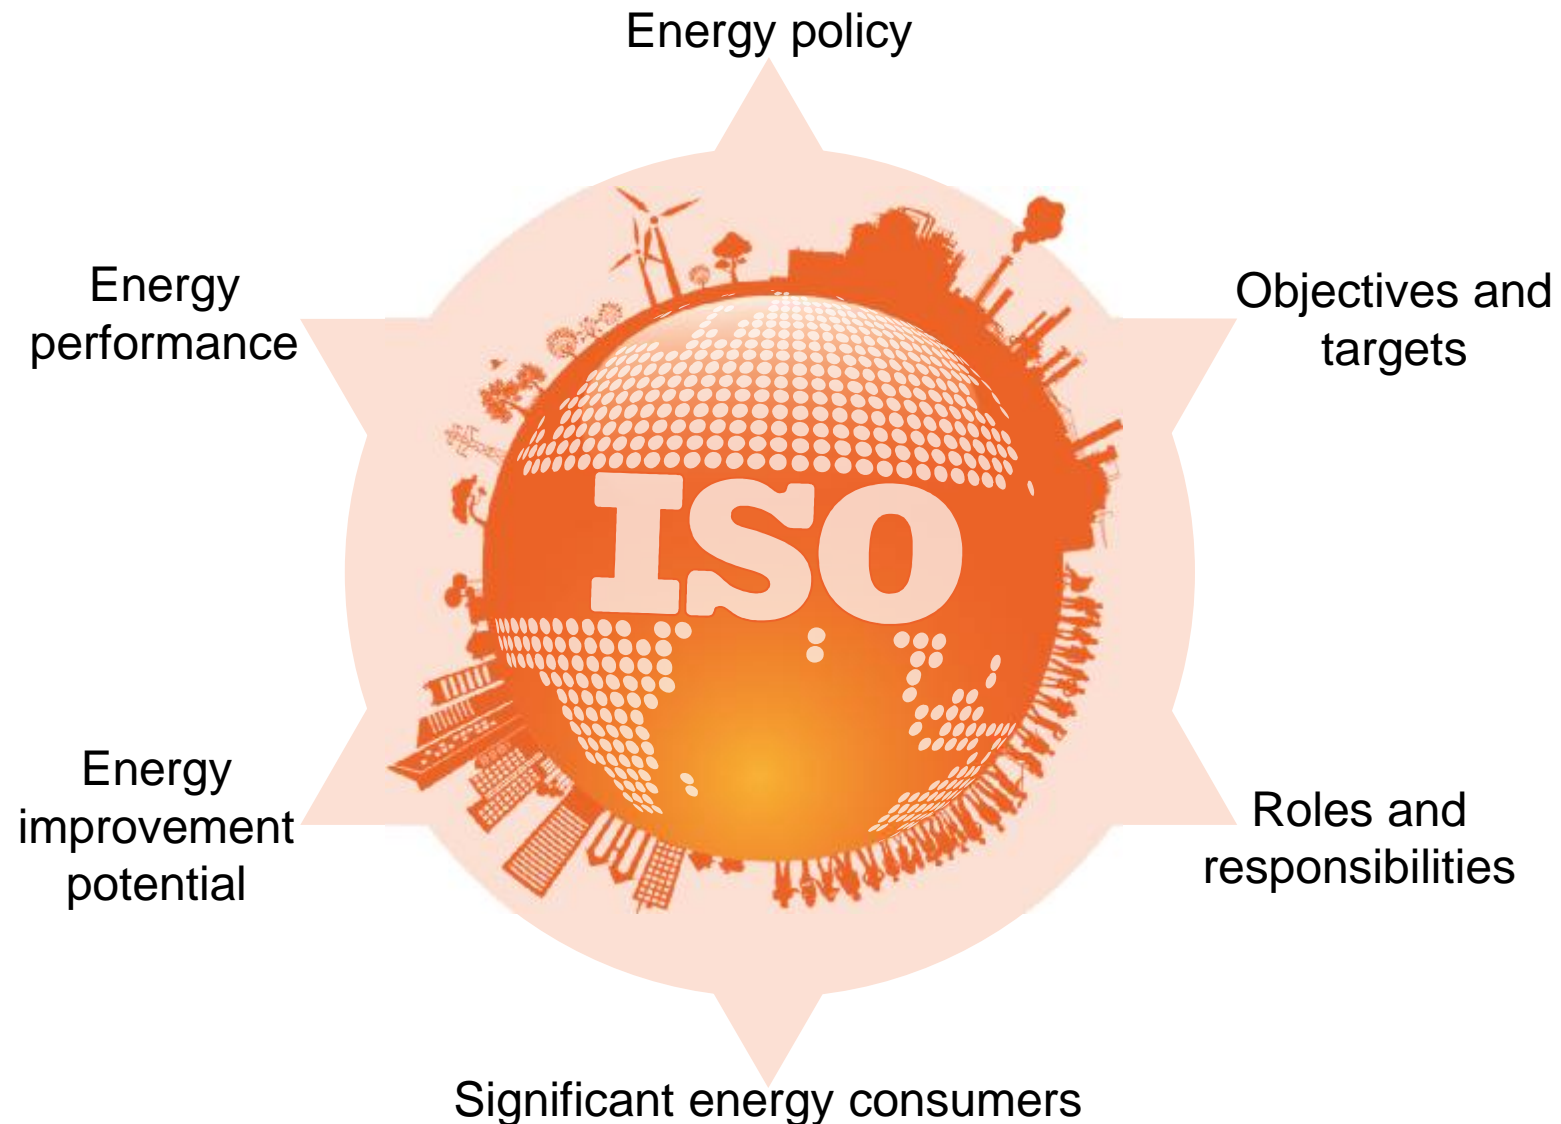 Energy policy
Energy
performance
Objectives and
targets
ISO
Energy
improvement
potential
Roles and
responsibilities
Significant energy consumers